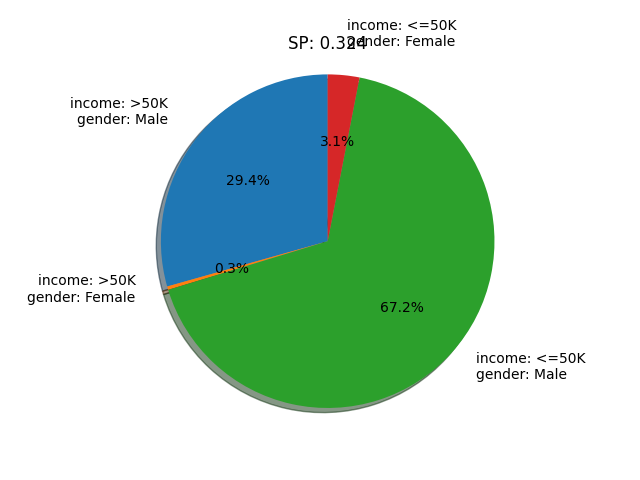 income: <=50K
gender: Female
SP: 0.324
income: >50K
gender: Male
3.1%
29.4%
0.3%
income: >50K
gender: Female
67.2%
income: <=50K
gender: Male